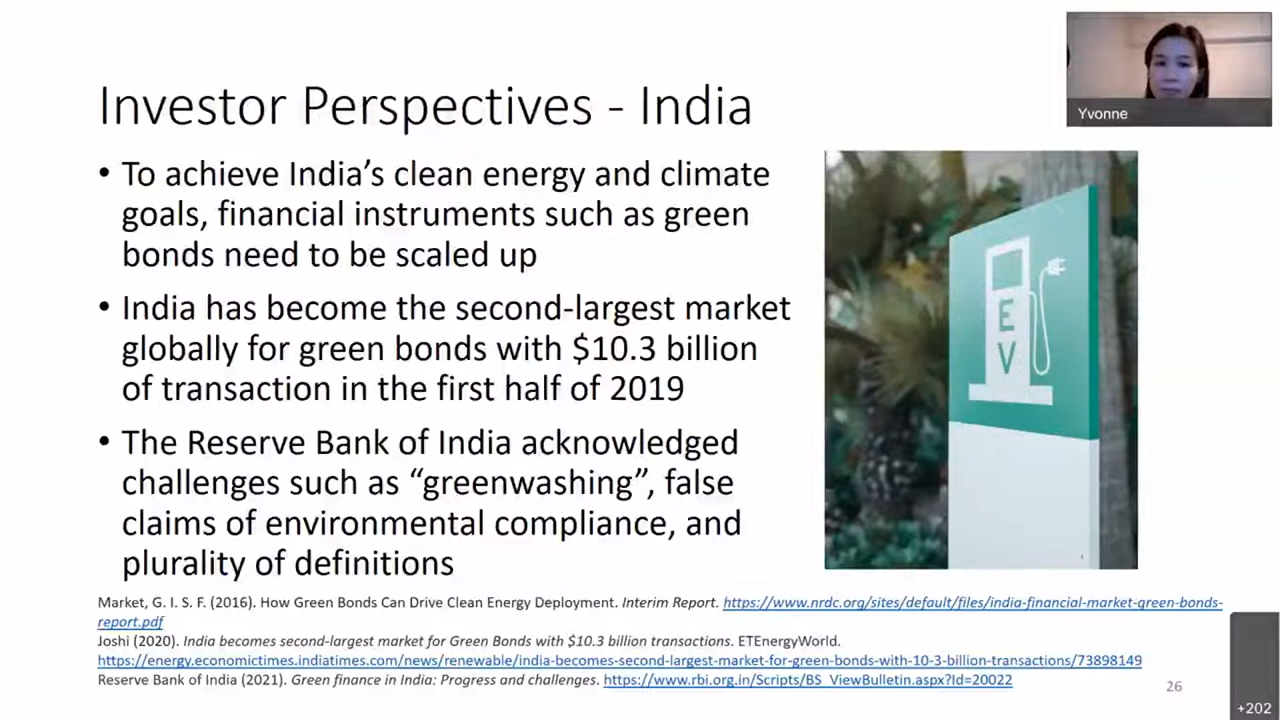 Investor Perspectives - India
• To achieve India’s clean energy and climate
goals, financial instruments such as green
bonds need to be scaled up
• India has become the second-largest market
globally for green bonds with $10.3 billion
of transaction in the first half of 2019
• The Reserve Bank of India acknowledged
challenges such as “greenwashing”, false
claims of environmental compliance, and
plurality of definitions
Yvonne
E
V
Market, G. I. S. F. (2016). How Green Bonds Can Drive Clean Energy Deployment. Interim Report. https://www.nrdc.org/sites/default/files/india-financial-market-green-bonds-
report.pdf
Joshi (2020). India becomes second-largest market for Green Bonds with $10.3 billion transactions. ETEnergyWorld.
https://energy.economictimes.indiatimes.com/news/renewable/india-becomes-second-largest-market-for-green-bonds-with-10-3-billion-transactions/73898149
Reserve Bank of India (2021). Green finance in India: Progress and challenges. https://www.rbi.org.in/Scripts/BS_ViewBulletin.aspx?Id=20022
26
+202